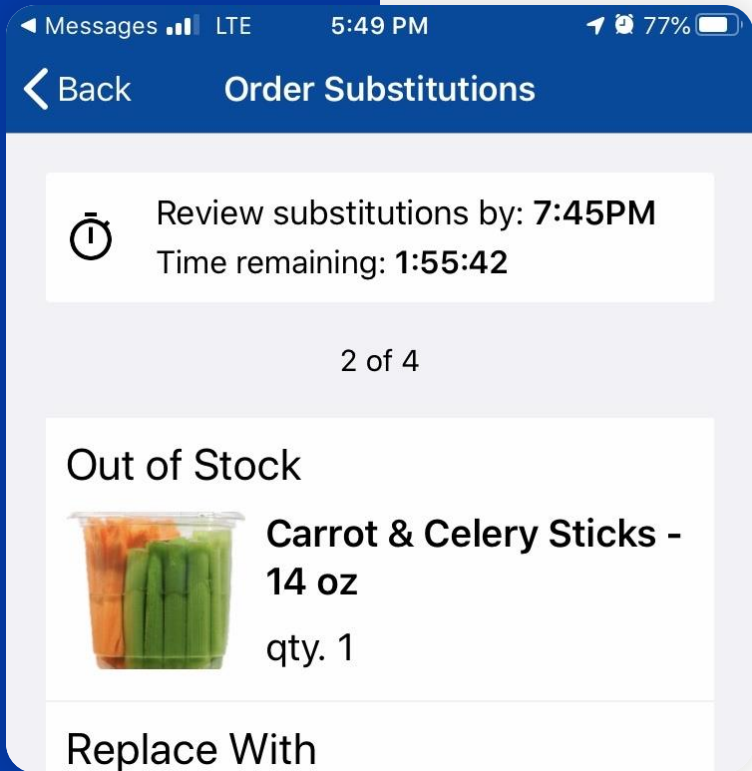 Messages LTE 5:49 PM 77%
Back Order Substitutions
Review substitutions by: 7:45PM
Time remaining: 1:55:42
2 of 4
Out of Stock
Carrot & Celery Sticks -
14 oz
qty. 1
Replace With